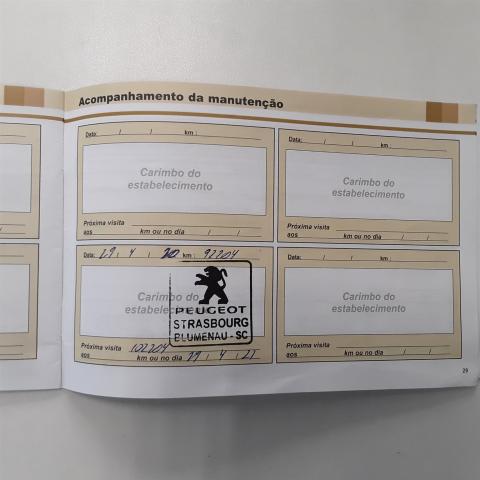 Acompanhamento da manutenção
Data: / / km :
Carimbo do
estabelecimento
Próxima visita
aos km ou no dia / /
Data: / / km :
Carimbo do
estabelecimento
Próxima visita
aos km ou no dia / /
Data: 29 / 4 / 20 km: 92204
Carimbo do
estabelecimento
PEUGEOT
STRASBOURG
BLUMENAU - SC
Próxima visita 102204
aos km ou no dia 29 / 4 / 21
Data: / / km :
Carimbo do
estabelecimento
Próxima visita
aos km ou no dia / /
29